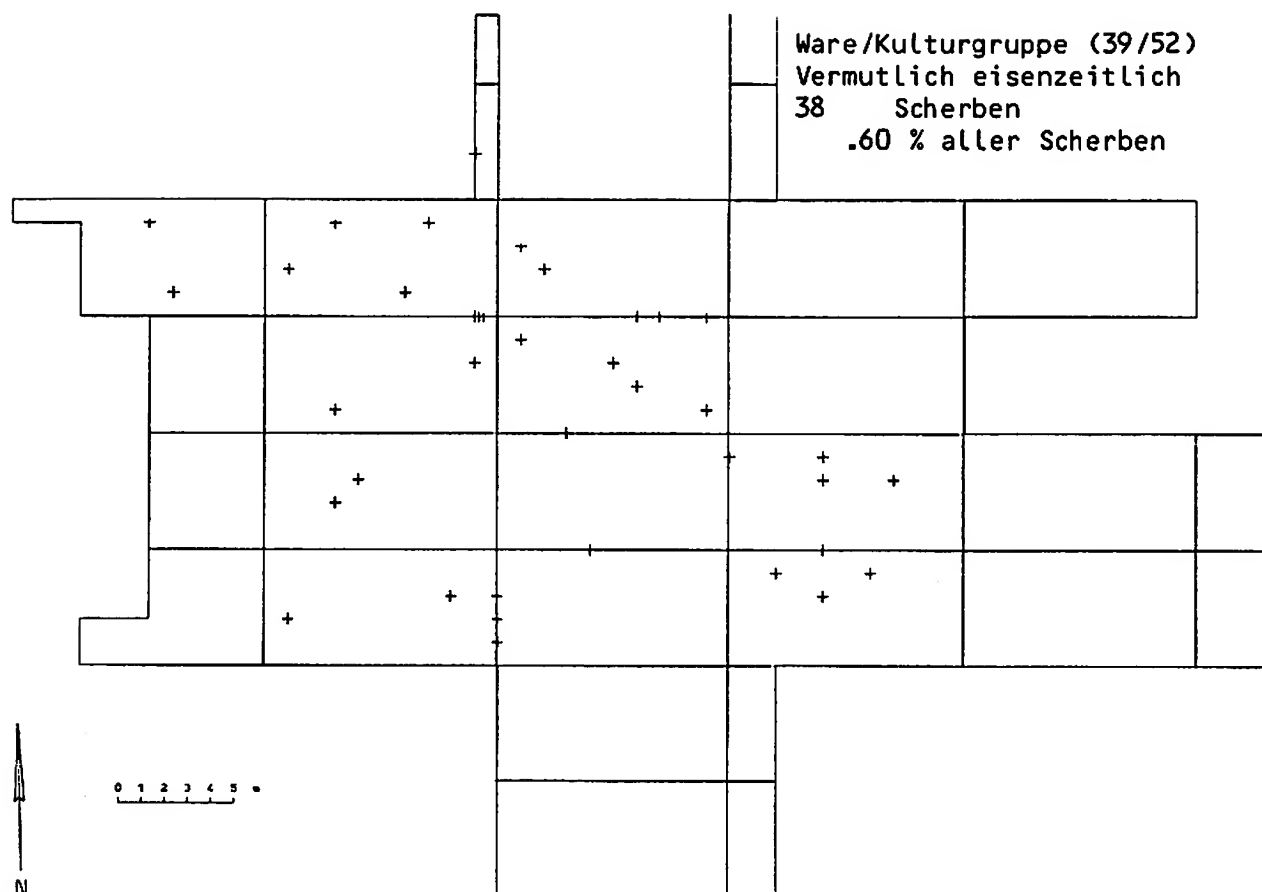 Ware/Kulturgruppe (39/52)
Vermutlich eisenzeitlich
38 Scherben
.60 % aller Scherben
0 1 2 3 4 5 m
N